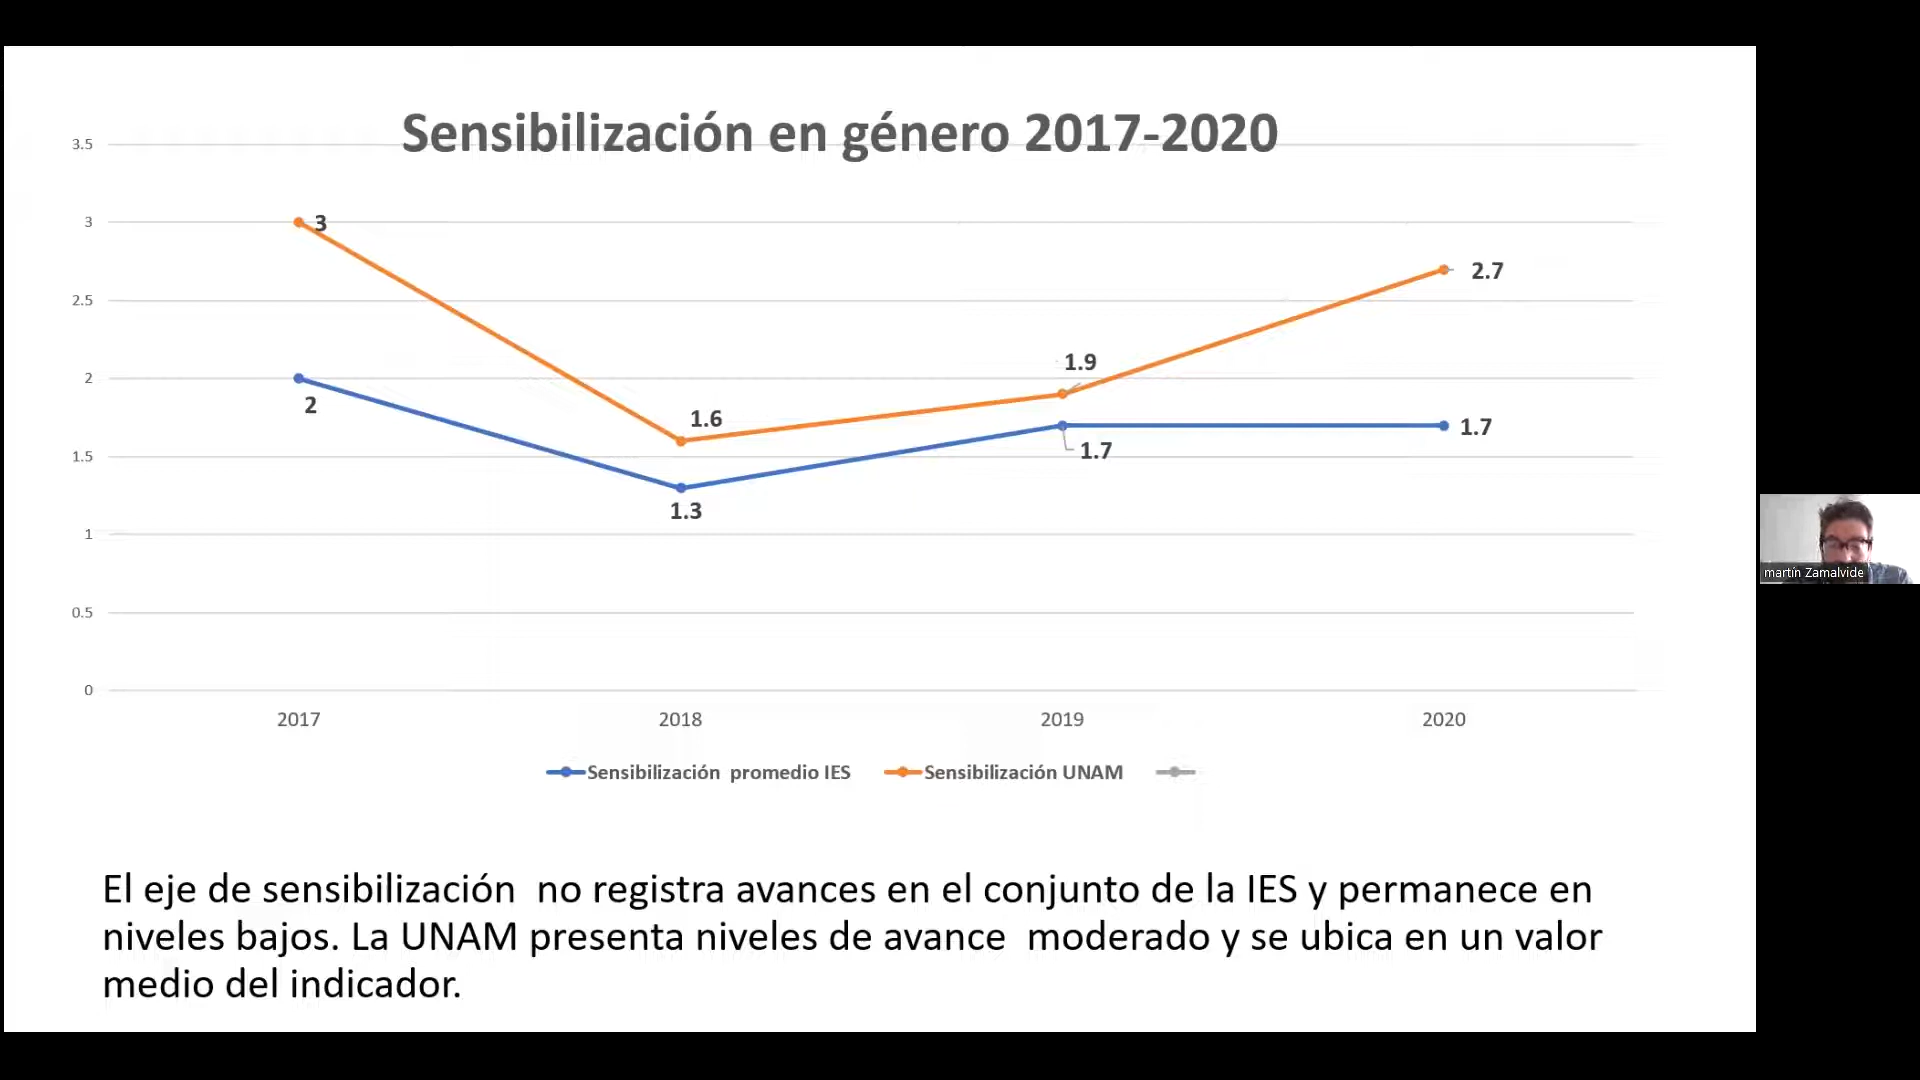 Sensibilización en género 2017-2020
3.5
3
2.5
2
1.5
1
0.5
0
3
1.6
1.9
2.7
2
1.3
1.7
1.7
2017
2018
2019
2020
Sensibilización promedio IES
Sensibilización UNAM
El eje de sensibilización no registra avances en el conjunto de la IES y permanece en
niveles bajos. La UNAM presenta niveles de avance moderado y se ubica en un valor
medio del indicador.
martín Zamalvide